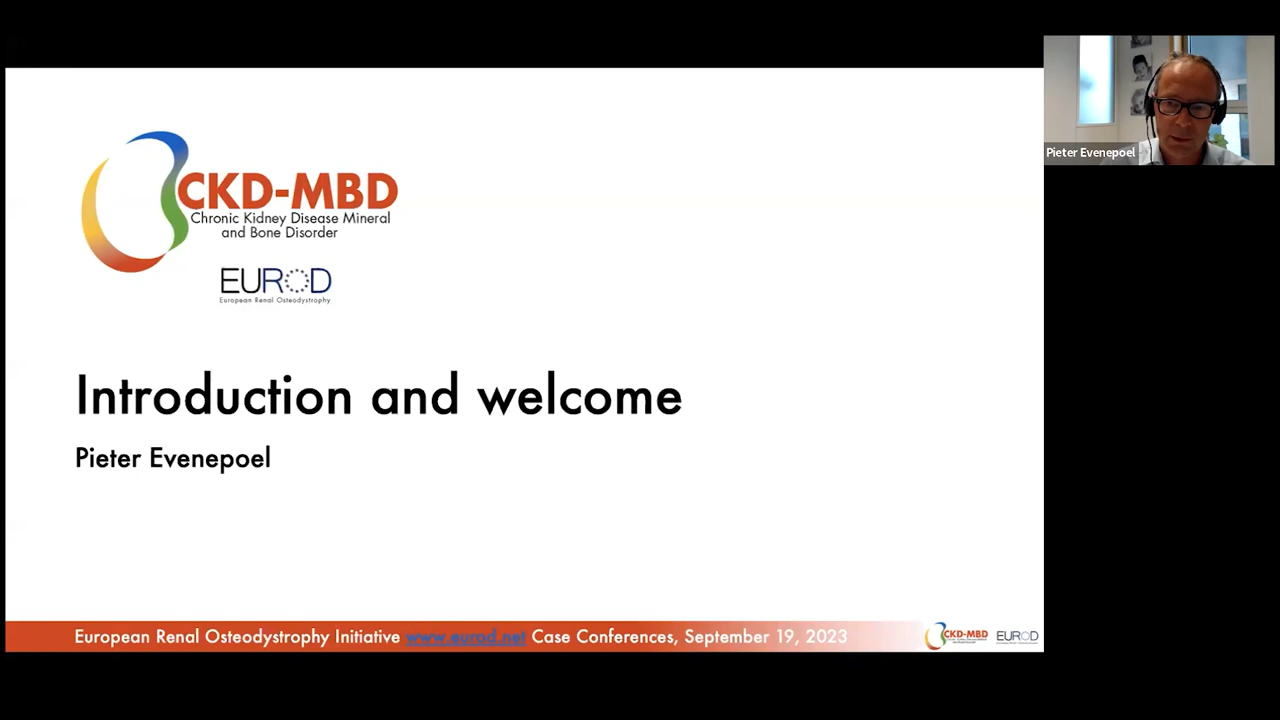 CKD-MBD
Chronic Kidney Disease Mineral
and Bone Disorder
EUROD
European Renal Osteodystrophy
Introduction and welcome
Pieter Evenepoel
European Renal Osteodystrophy Initiative www.eurod.net Case Conferences, September 19, 2023
CKD-MBD
EUROD
Pieter Evenepoel